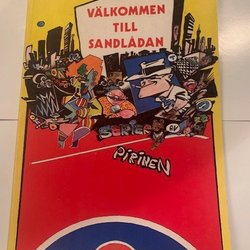 VÄLKOMMEN
TILL
SANDLÅDAN
SERIER AV
PIRINEN